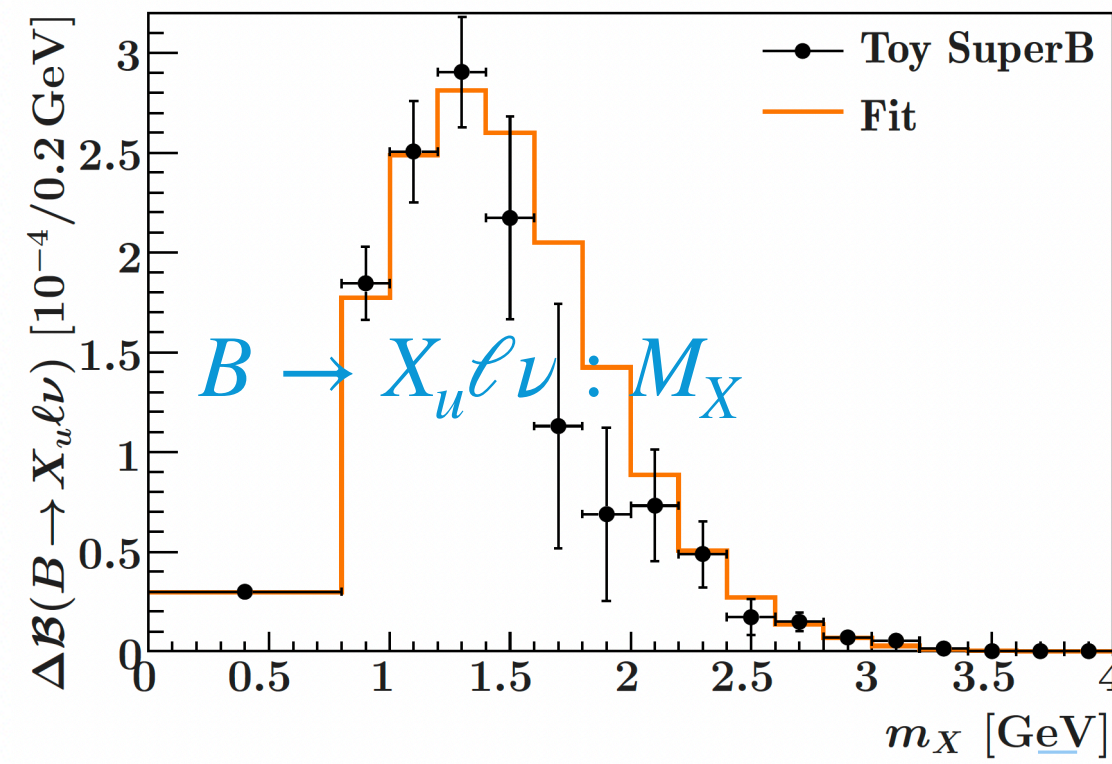 ΔB(B→X_uℓν) [10⁻⁴/0.2 GeV]
3
2.5
2
1.5
1
0.5
0
Toy SuperB
Fit
B → X_uℓν : M_X
0 0.5 1 1.5 2 2.5 3 3.5 4
m_X [GeV]